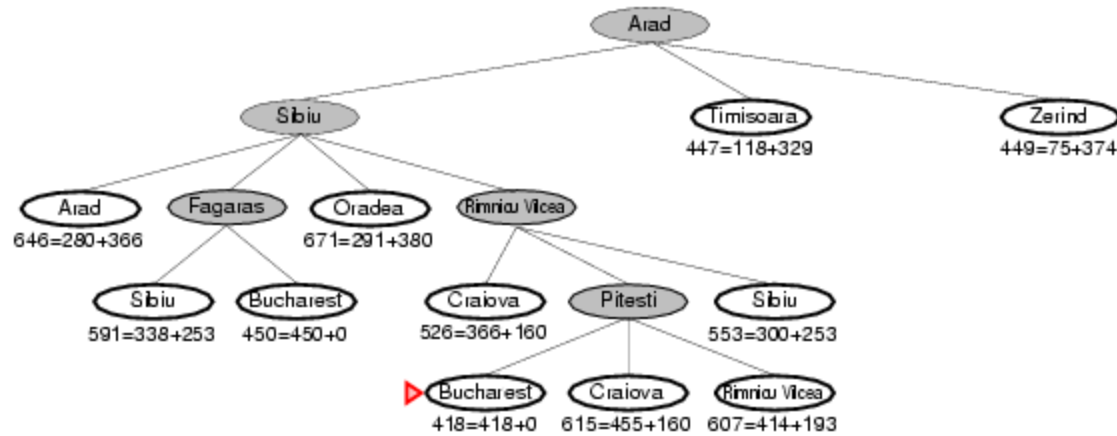 Arad
Sibiu
Timisoara
Zerind
447=118+329
449=75+374
Arad
Fagaras
Oradea
Rimnicu Vilcea
646=280+366
671=291+380
Sibiu
Bucharest
Craiova
Pitesti
Sibiu
591=338+253
450=450+0
526=366+160
553=300+253
Bucharest
Craiova
Rimnicu Vilcea
418=418+0
615=455+160
607=414+193